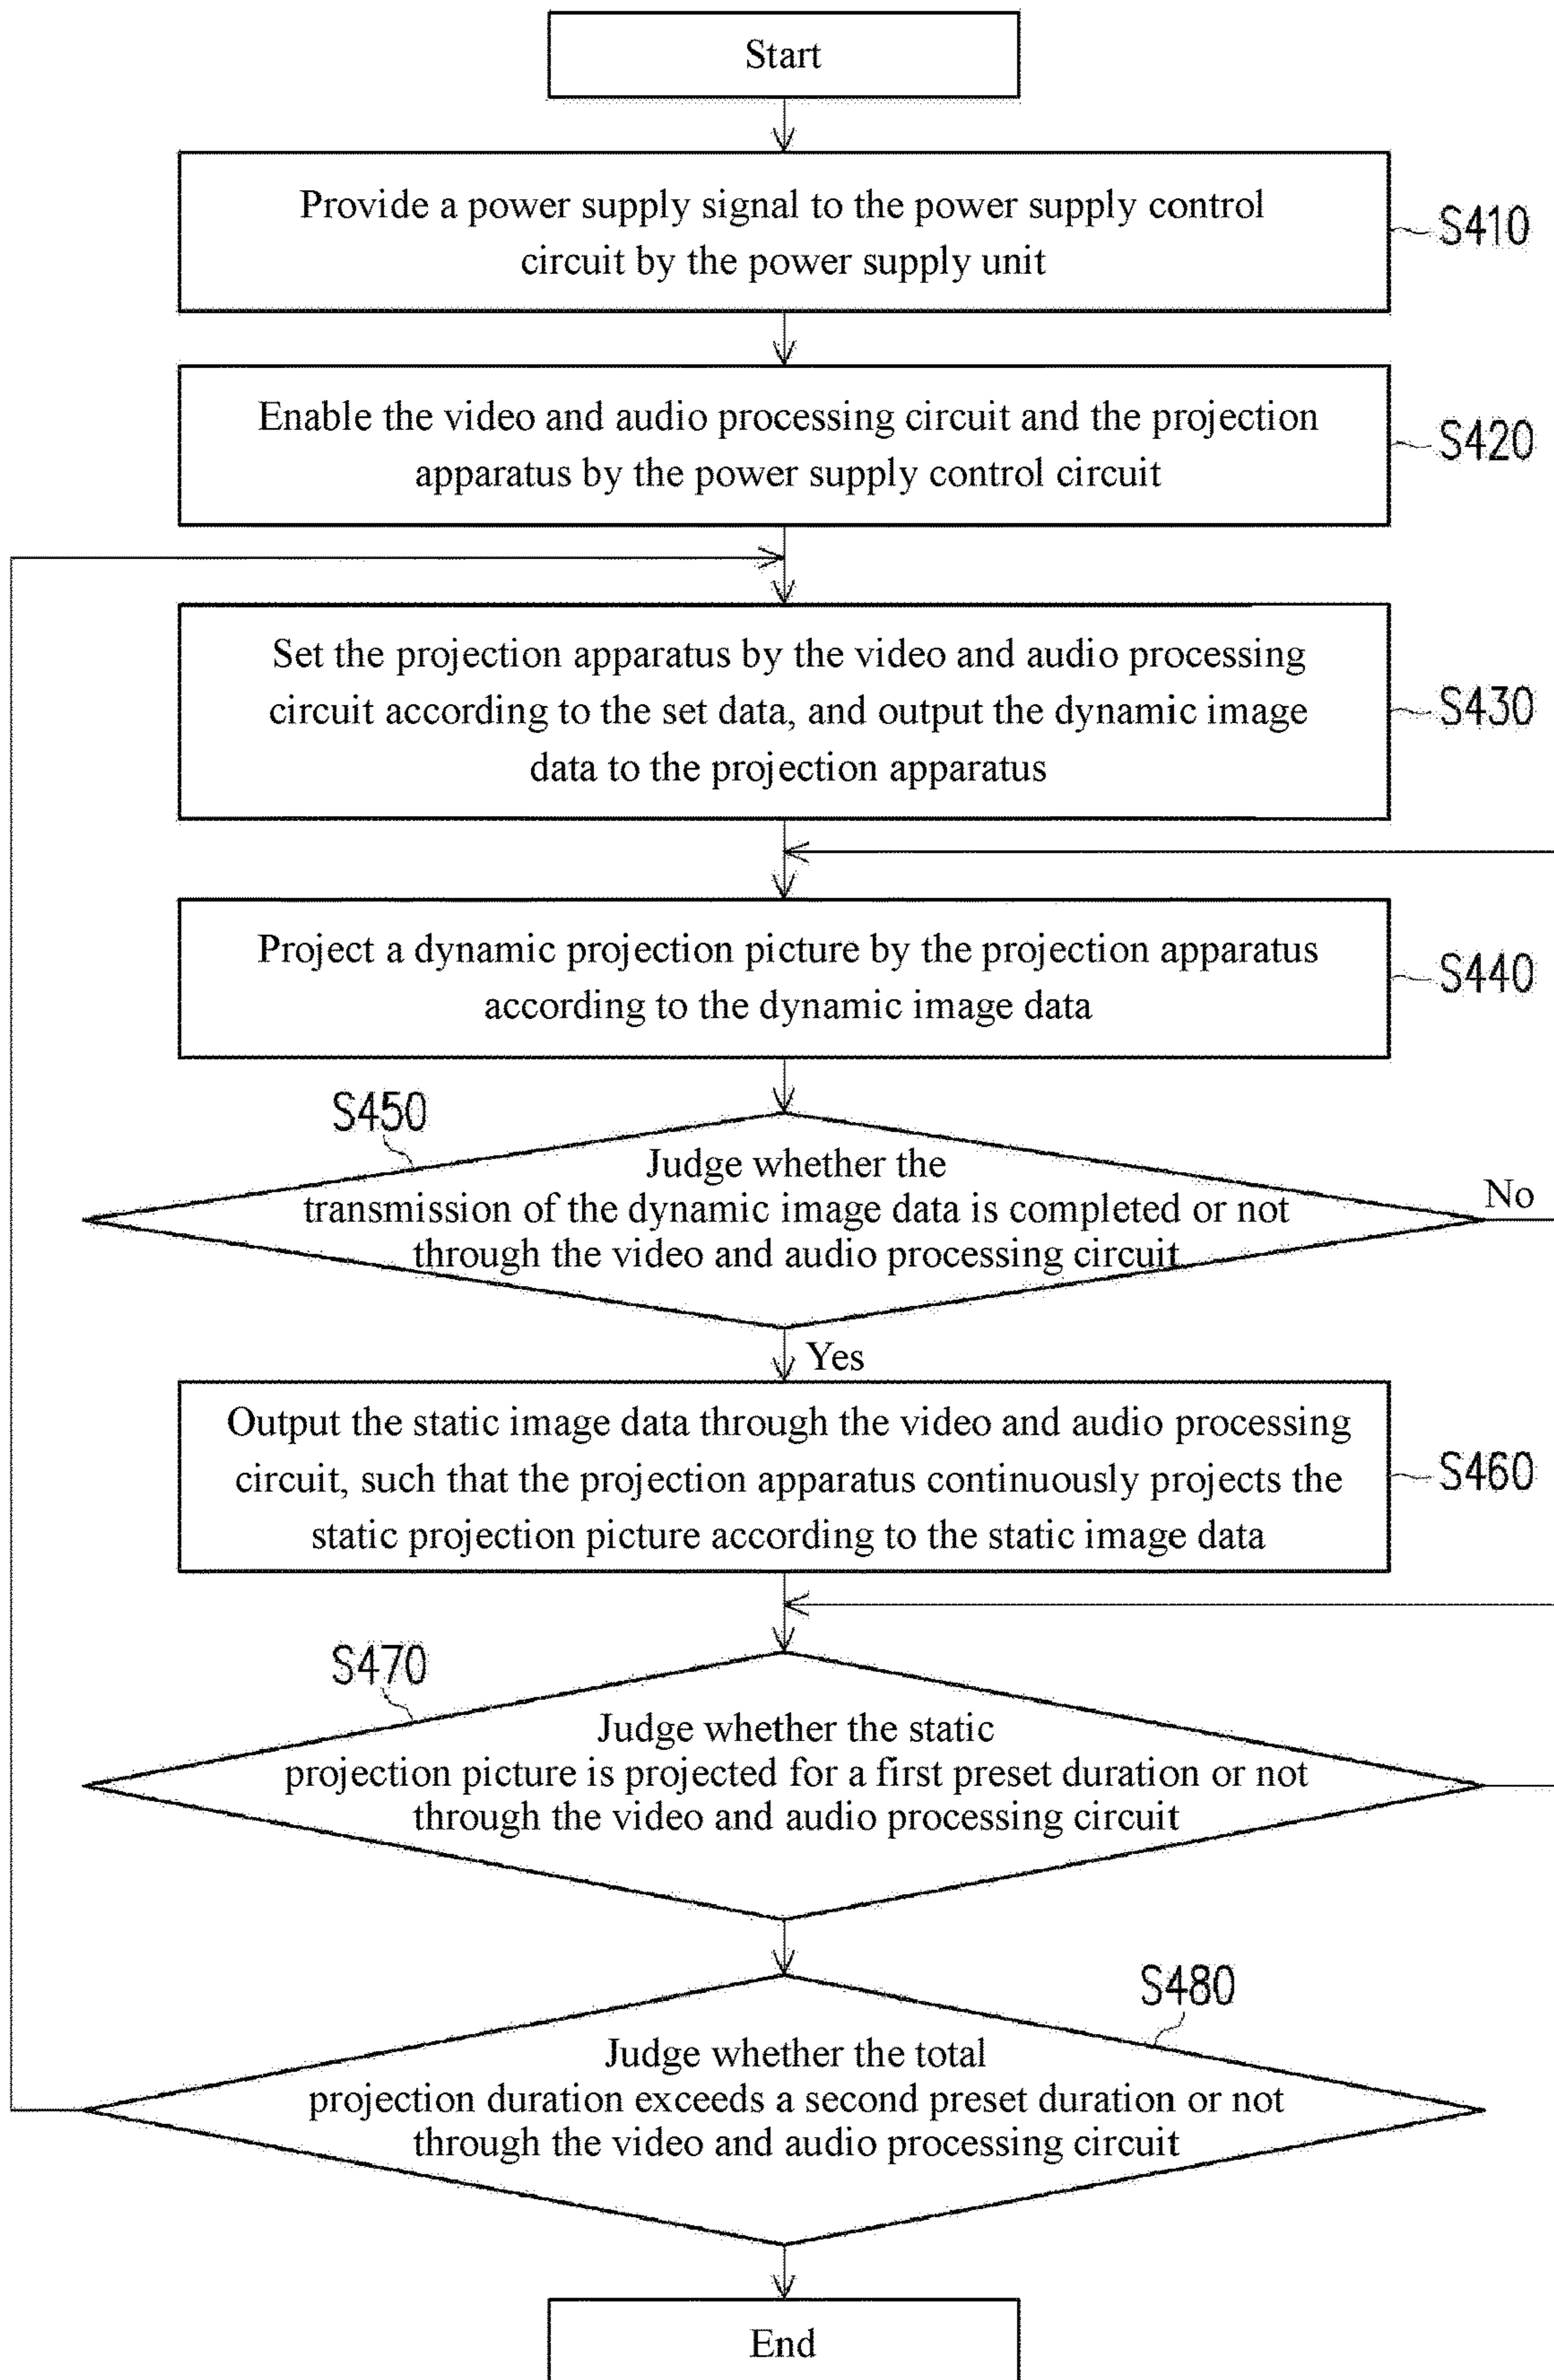 Start
Provide a power supply signal to the power supply control
circuit by the power supply unit
S410
Enable the video and audio processing circuit and the projection
apparatus by the power supply control circuit
S420
Set the projection apparatus by the video and audio processing
circuit according to the set data, and output the dynamic image
data to the projection apparatus
S430
Project a dynamic projection picture by the projection apparatus
according to the dynamic image data
S440
S450
Judge whether the
transmission of the dynamic image data is completed or not
through the video and audio processing circuit
No
Yes
Output the static image data through the video and audio processing
circuit, such that the projection apparatus continuously projects the
static projection picture according to the static image data
S460
S470
Judge whether the static
projection picture is projected for a first preset duration or not
through the video and audio processing circuit
S480
Judge whether the total
projection duration exceeds a second preset duration or not
through the video and audio processing circuit
End